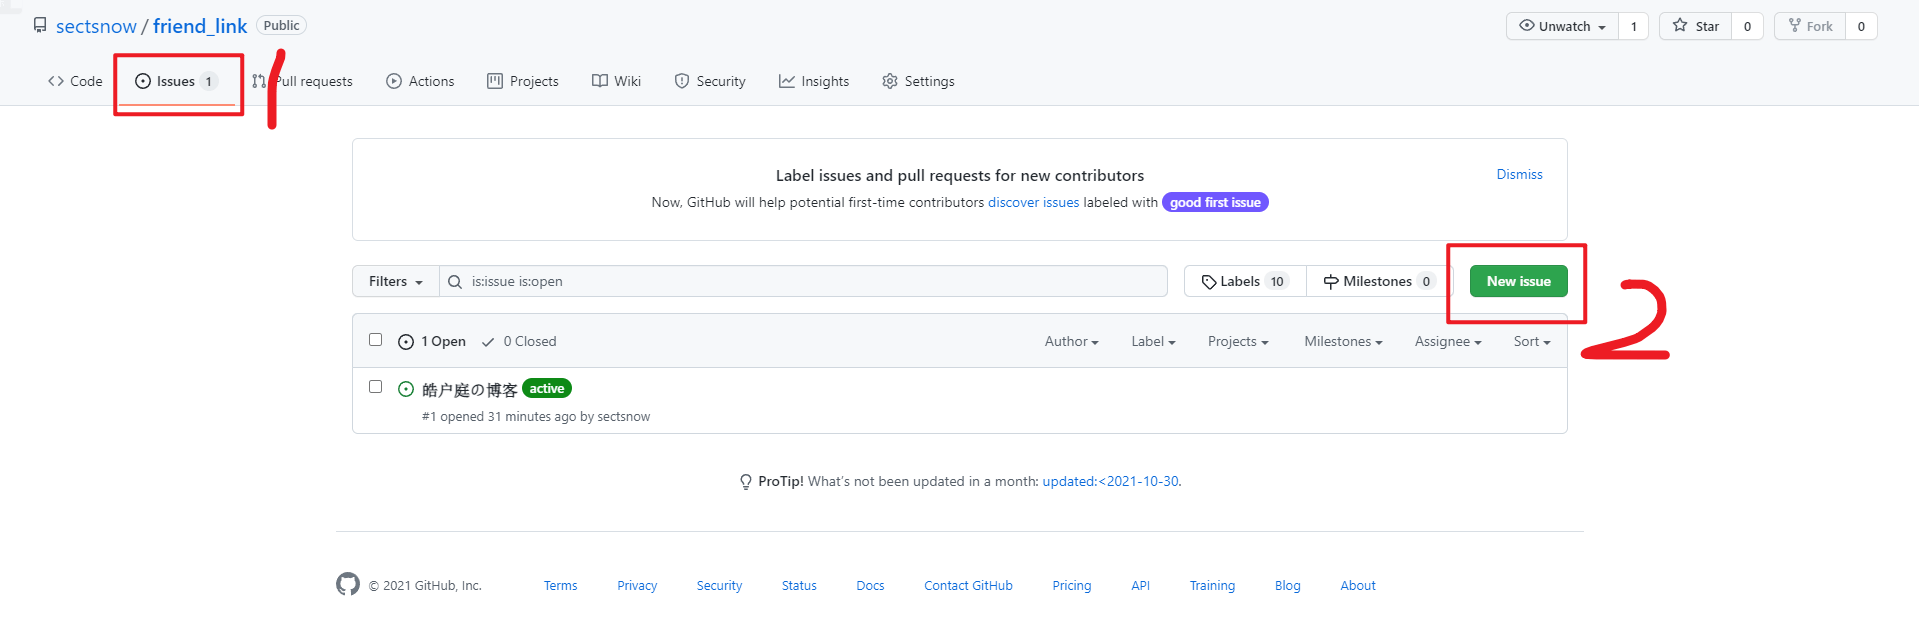 sectsnow / friend_link Public
Unwatch 1 Star 0 Fork 0
Code Issues 1 Pull requests Actions Projects Wiki Security Insights Settings
1
Label issues and pull requests for new contributors
Dismiss
Now, GitHub will help potential first-time contributors discover issues labeled with good first issue
Filters is:issue is:open Labels 10 Milestones 0 New issue
2
1 Open 0 Closed Author Label Projects Milestones Assignee Sort
皓户庭の博客 active
#1 opened 31 minutes ago by sectsnow
ProTip! What's not been updated in a month: updated:<2021-10-30.
© 2021 GitHub, Inc. Terms Privacy Security Status Docs Contact GitHub Pricing API Training Blog About